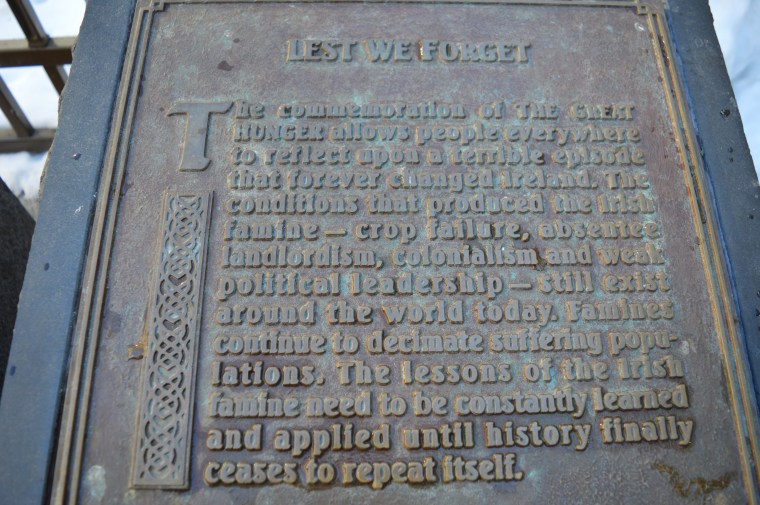 LEST WE FORGET
The commemoration of THE GREAT
HUNGER allows people everywhere
to reflect upon a terrible episode
that forever changed Ireland. The
conditions that produced the Irish
famine — crop failure, absentee
landlordism, colonialism and weak
political leadership — still exist
around the world today. Famines
continue to decimate suffering popu-
lations. The lessons of the Irish
famine need to be constantly learned
and applied until history finally
ceases to repeat itself.